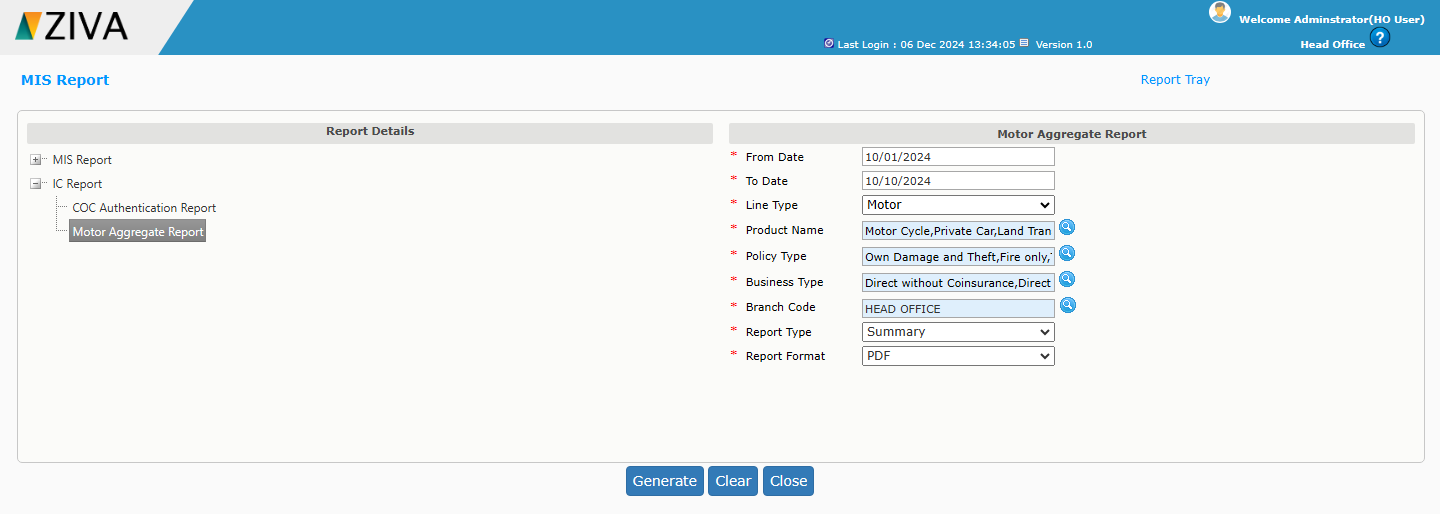 ZIVA
Welcome Adminstrator(HO User)
Last Login : 06 Dec 2024 13:34:05 Version 1.0
Head Office ?
MIS Report
Report Tray
Report Details
MIS Report
IC Report
COC Authentication Report
Motor Aggregate Report
Motor Aggregate Report
* From Date 10/01/2024
* To Date 10/10/2024
* Line Type Motor
* Product Name Motor Cycle,Private Car,Land Tran
* Policy Type Own Damage and Theft,Fire only,
* Business Type Direct without Coinsurance,Direct
* Branch Code HEAD OFFICE
* Report Type Summary
* Report Format PDF
Generate Clear Close